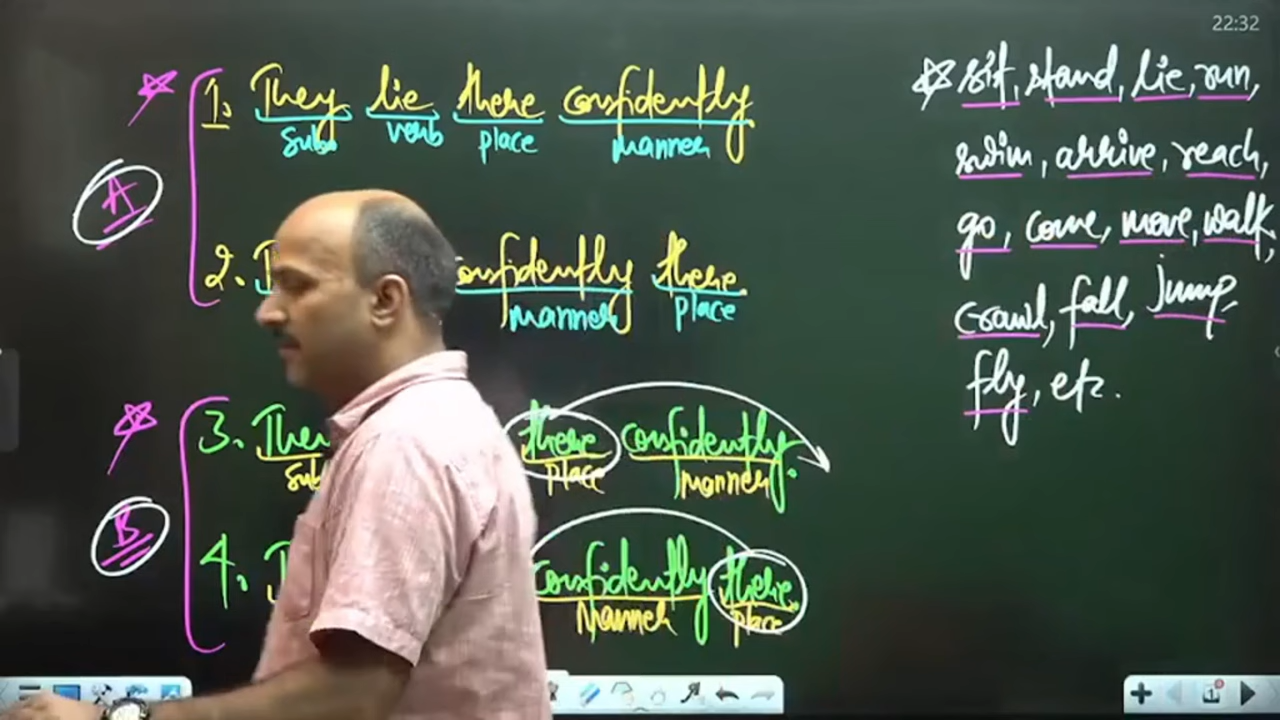 22:32
1. They lie there confidently
sub verb place manner
A
2. confidently there
manner place
3. there confidently.
sub place manner
B
4. confidently there
Manner place
sit, stand, lie, run,
swim, arrive, reach,
go, come, move, walk,
crawl, fall, jump,
fly, etc.